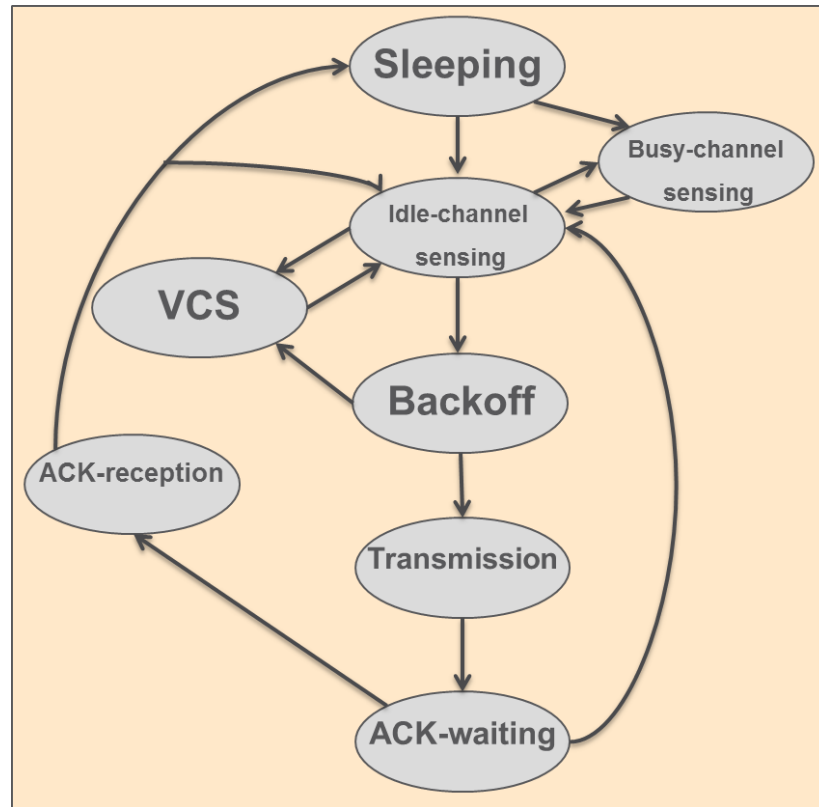 Sleeping
Busy-channel
sensing
Idle-channel
sensing
VCS
Backoff
ACK-reception
Transmission
ACK-waiting